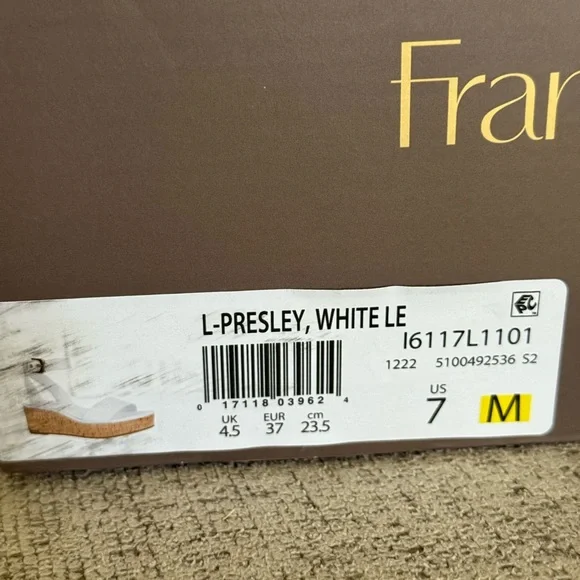 Fran
L-PRESLEY, WHITE LE
I6117L1101
1222 5100492536 S2
0 17118 03962 4
UK EUR cm
4.5 37 23.5
US
7 M